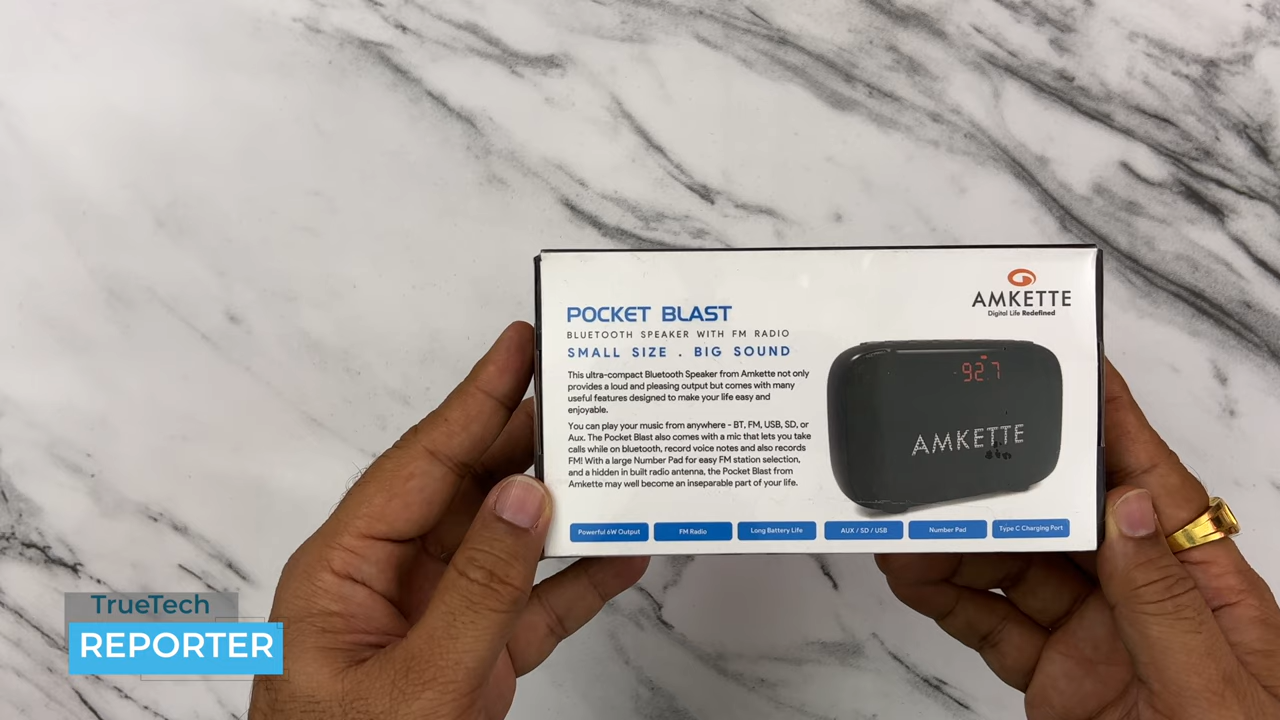 POCKET BLAST
BLUETOOTH SPEAKER WITH FM RADIO
SMALL SIZE . BIG SOUND
This ultra-compact Bluetooth Speaker from Amkette not only
provides a loud and pleasing output but comes with many
useful features designed to make your life easy and
enjoyable.
You can play your music from anywhere - BT, FM, USB, SD, or
Aux. The Pocket Blast also comes with a mic that lets you take
calls while on bluetooth, record voice notes and also records
FM! With a large Number Pad for easy FM station selection,
and a hidden in built radio antenna, the Pocket Blast from
Amkette may well become an inseparable part of your life.
AMKETTE
Digital Life Redefined
92.7
AMKETTE
Powerful 6W Output
FM Radio
Long Battery Life
AUX / SD / USB
Number Pad
Type C Charging Port
TrueTech
REPORTER